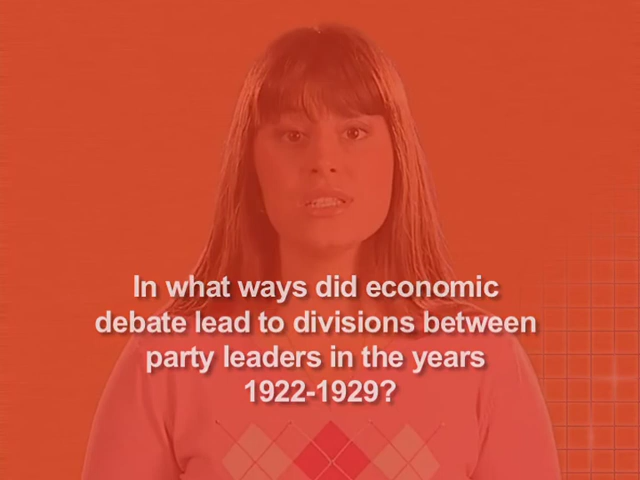 In what ways did economic
debate lead to divisions between
party leaders in the years
1922-1929?